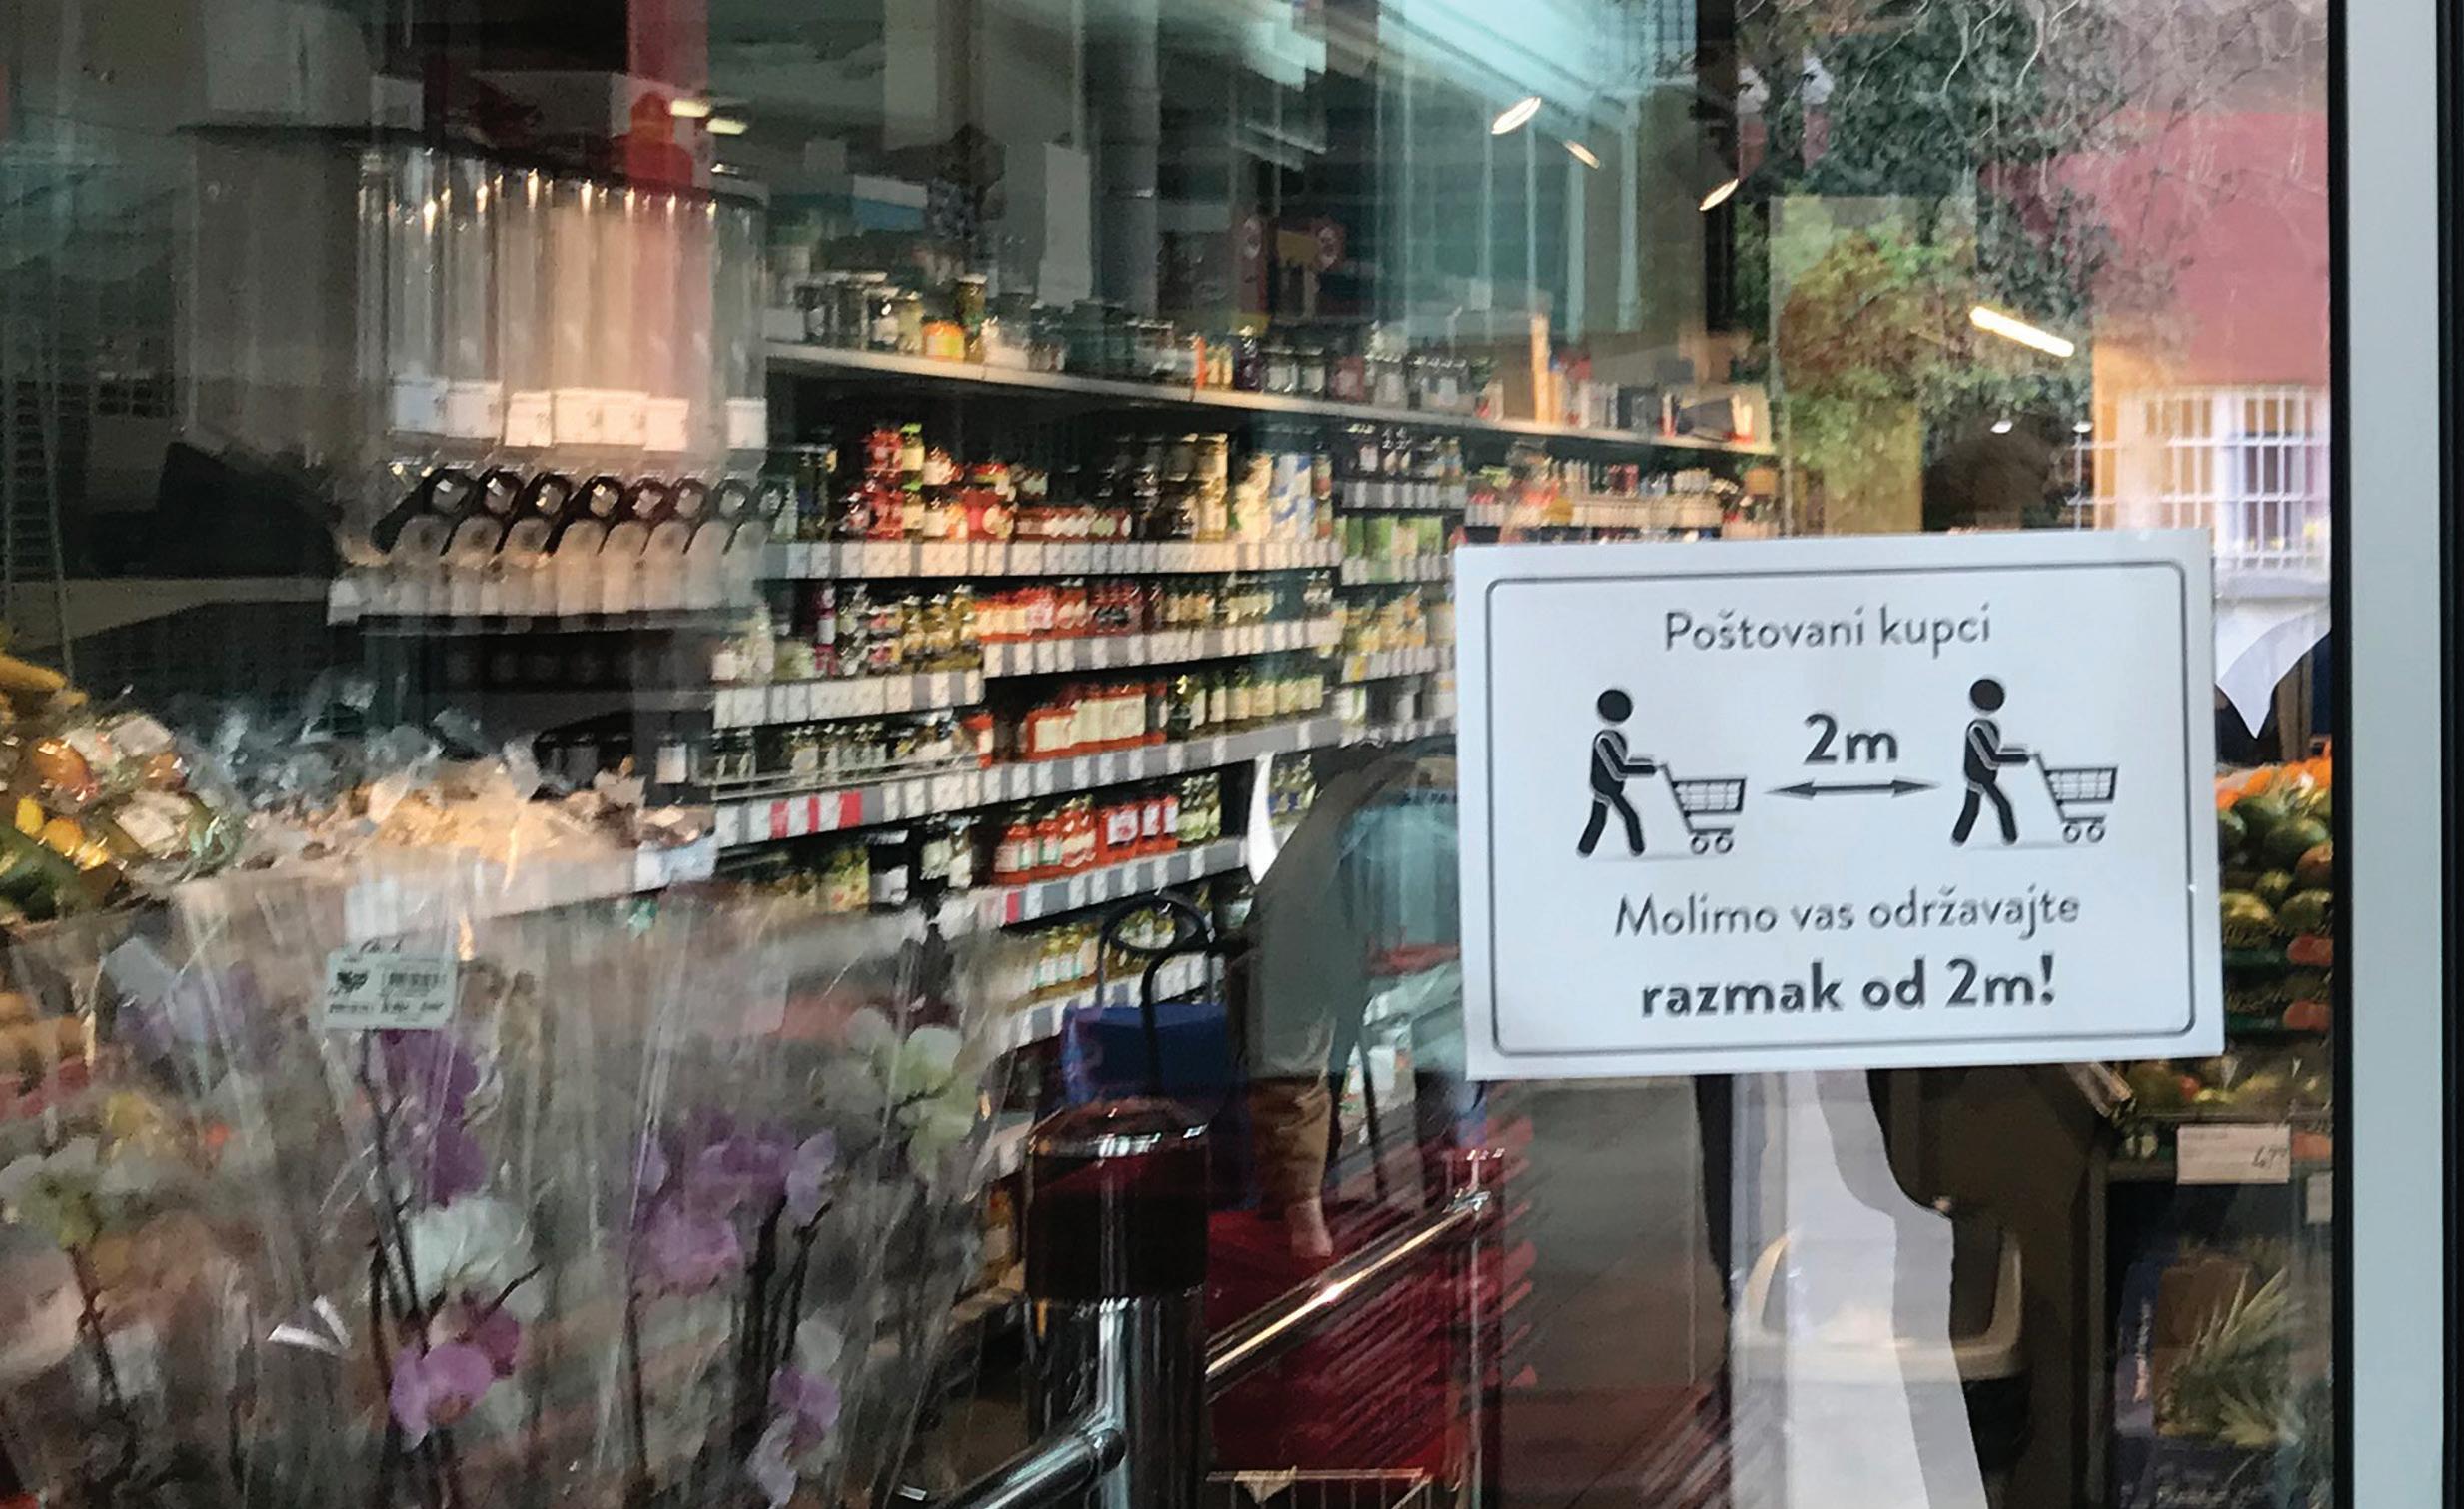 Poštovani kupci
2m
Molimo vas održavajte
razmak od 2m!